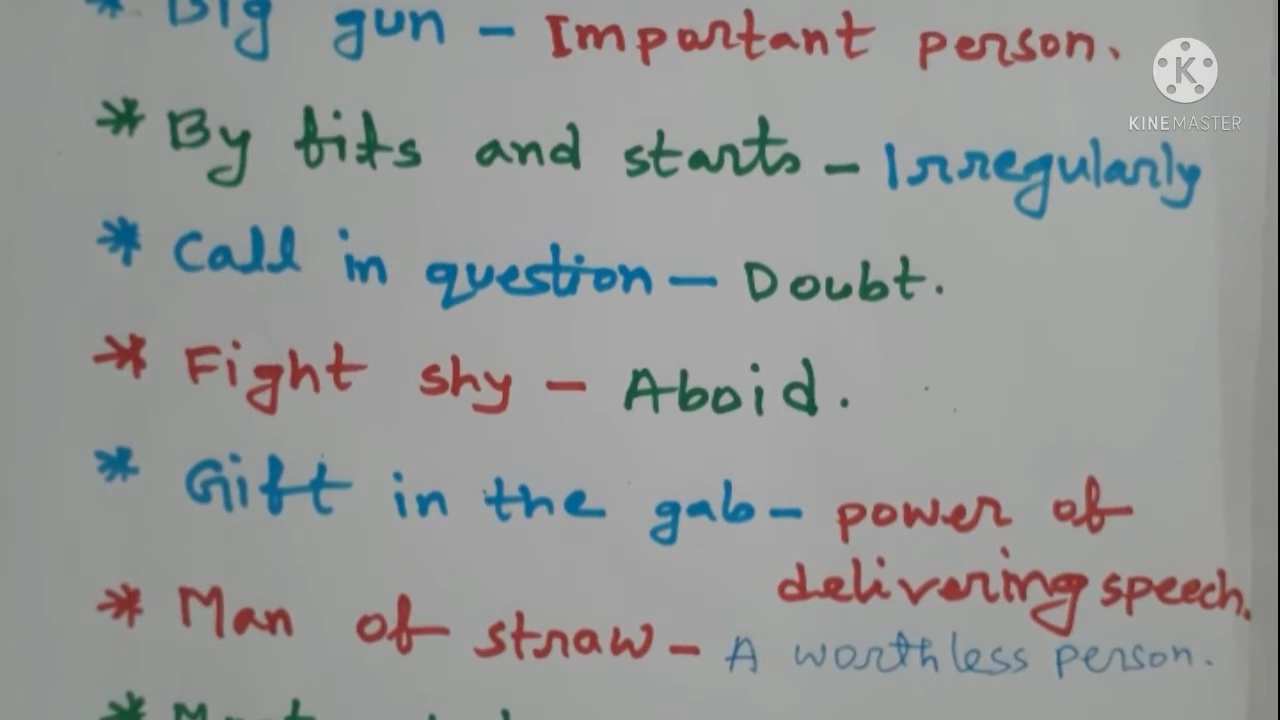 * Big gun - Important person.
K
KINEMASTER
* By fits and starts - Irregularly
* Call in question - Doubt.
* Fight shy - Aboid.
* Gift in the gab - power of
delivering speech.
* Man of straw - A worthless person.